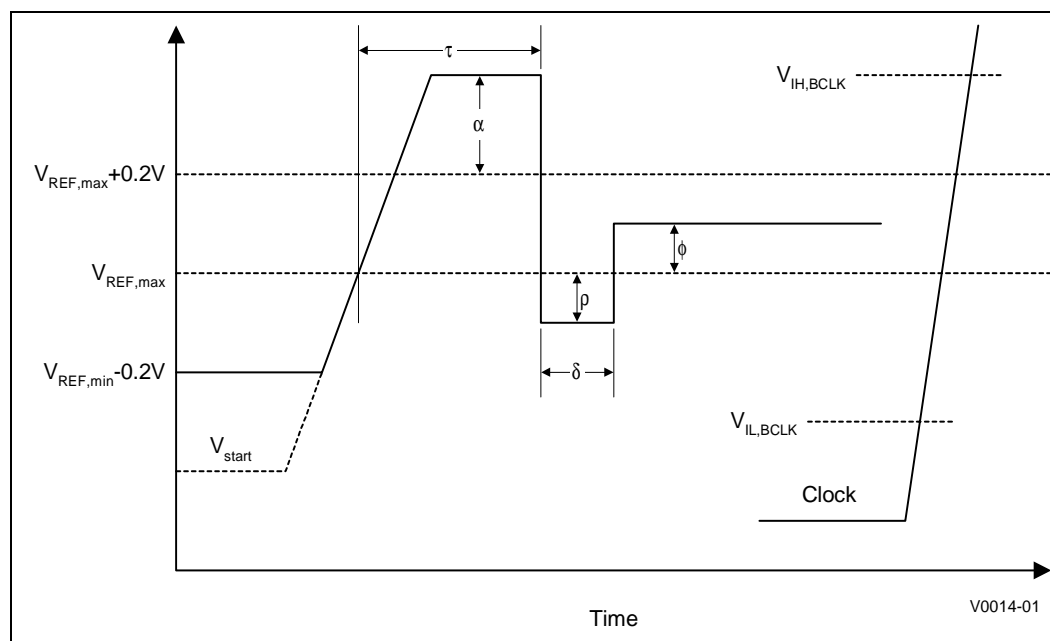 τ
V_IH,BCLK
α
V_REF,max+0.2V
ϕ
V_REF,max
ρ
V_REF,min-0.2V
δ
V_IL,BCLK
V_start
Clock
V0014-01
Time